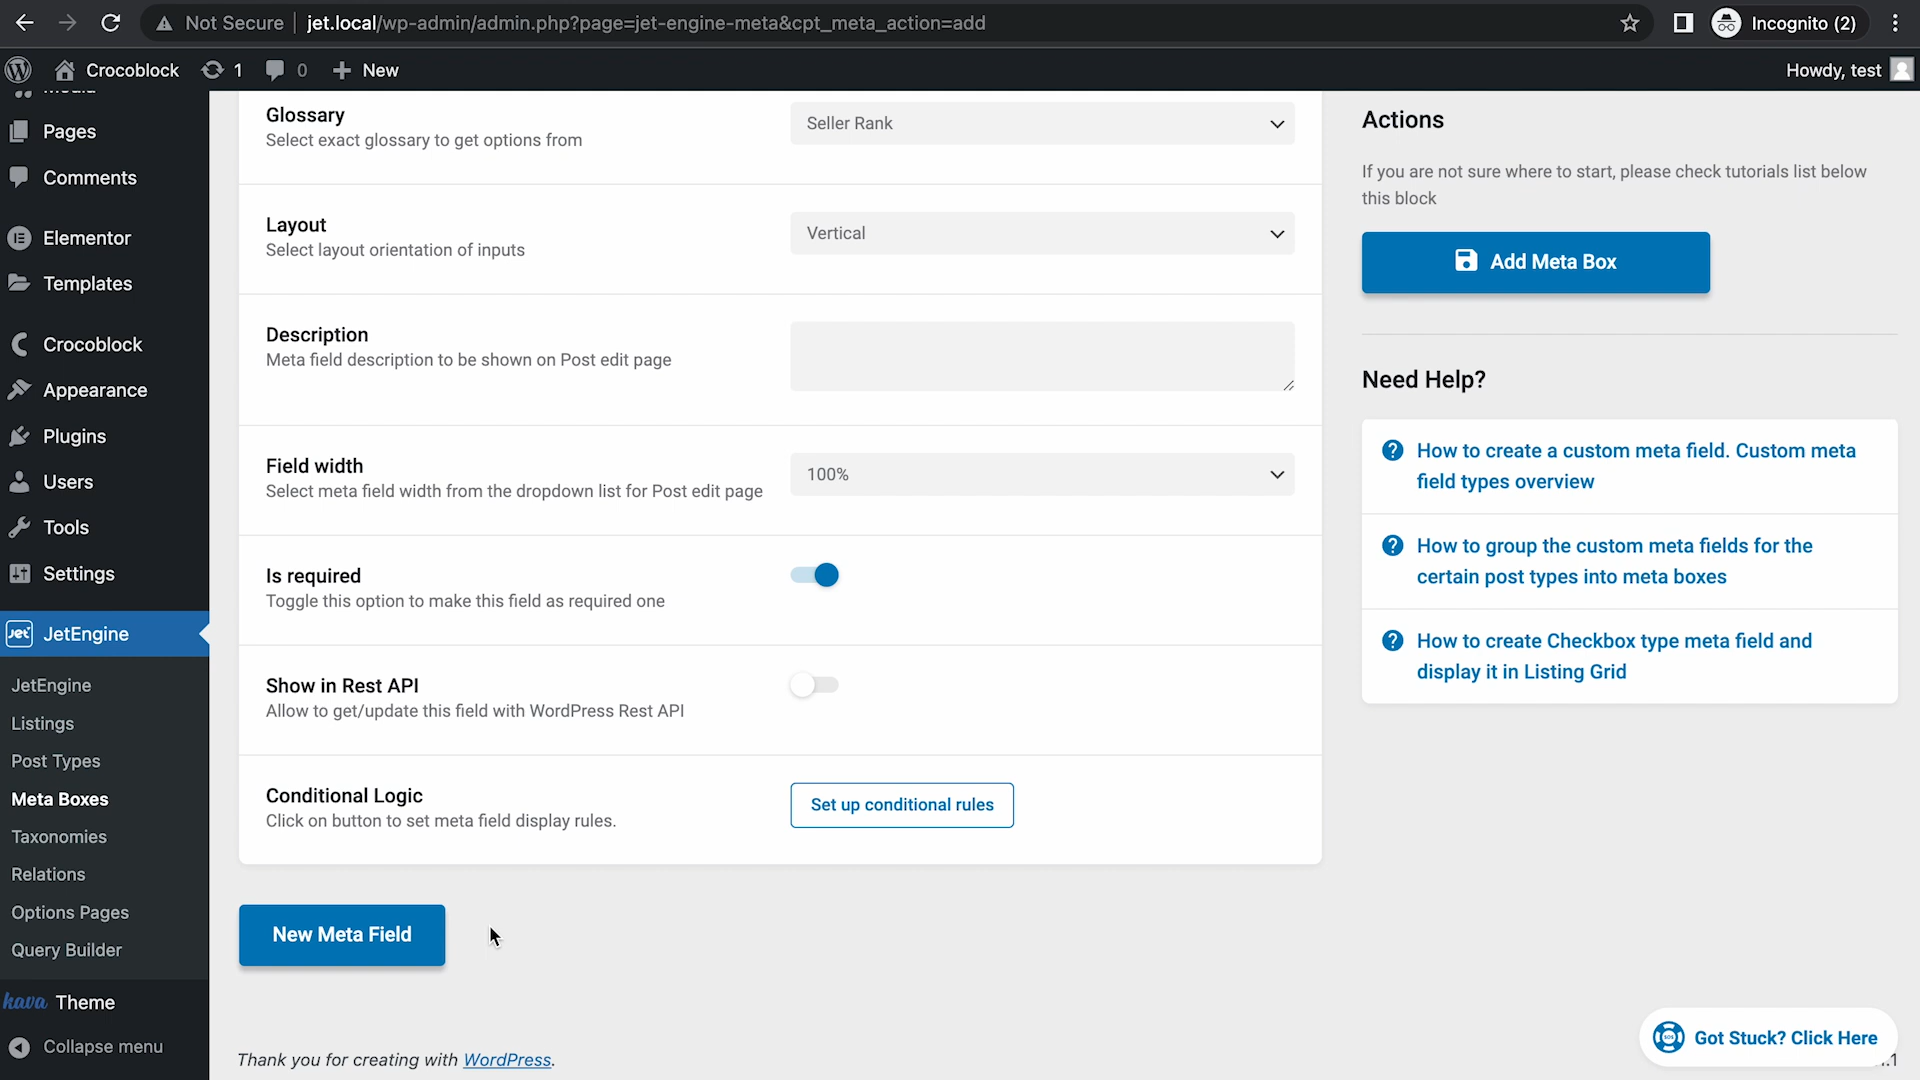 Not Secure
jet.local/wp-admin/admin.php?page=jet-engine-meta&cpt_meta_action=add
Incognito (2)
Crocoblock
1
0
New
Howdy, test
Pages
Comments
Elementor
Templates
Crocoblock
Appearance
Plugins
Users
Tools
Settings
Jet
JetEngine
JetEngine
Listings
Post Types
Meta Boxes
Taxonomies
Relations
Options Pages
Query Builder
kava Theme
Collapse menu
Glossary
Select exact glossary to get options from
Seller Rank
Layout
Select layout orientation of inputs
Vertical
Description
Meta field description to be shown on Post edit page
Field width
Select meta field width from the dropdown list for Post edit page
100%
Is required
Toggle this option to make this field as required one
Show in Rest API
Allow to get/update this field with WordPress Rest API
Conditional Logic
Click on button to set meta field display rules.
Set up conditional rules
New Meta Field
Thank you for creating with WordPress.
Actions
If you are not sure where to start, please check tutorials list below
this block
Add Meta Box
Need Help?
How to create a custom meta field. Custom meta
field types overview
How to group the custom meta fields for the
certain post types into meta boxes
How to create Checkbox type meta field and
display it in Listing Grid
Got Stuck? Click Here